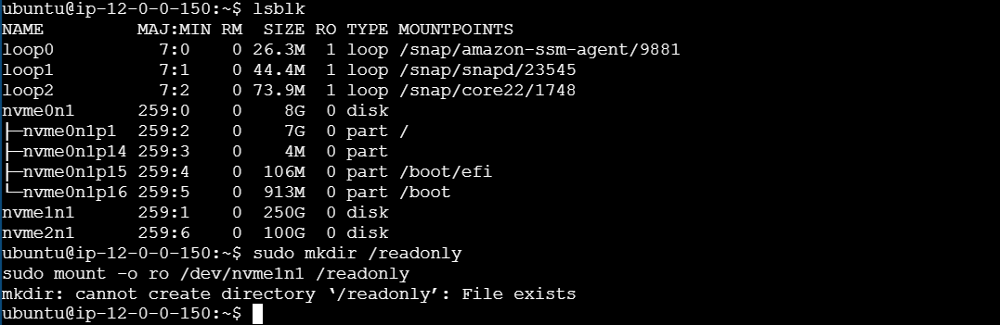 ubuntu@ip-12-0-0-150:~$ lsblk
NAME         MAJ:MIN RM  SIZE RO TYPE MOUNTPOINTS
loop0          7:0    0 26.3M  1 loop /snap/amazon-ssm-agent/9881
loop1          7:1    0 44.4M  1 loop /snap/snapd/23545
loop2          7:2    0 73.9M  1 loop /snap/core22/1748
nvme0n1      259:0    0    8G  0 disk
├─nvme0n1p1  259:2    0    7G  0 part /
├─nvme0n1p14 259:3    0    4M  0 part
├─nvme0n1p15 259:4    0  106M  0 part /boot/efi
└─nvme0n1p16 259:5    0  913M  0 part /boot
nvme1n1      259:1    0  250G  0 disk
nvme2n1      259:6    0  100G  0 disk
ubuntu@ip-12-0-0-150:~$ sudo mkdir /readonly
sudo mount -o ro /dev/nvme1n1 /readonly
mkdir: cannot create directory ‘/readonly’: File exists
ubuntu@ip-12-0-0-150:~$